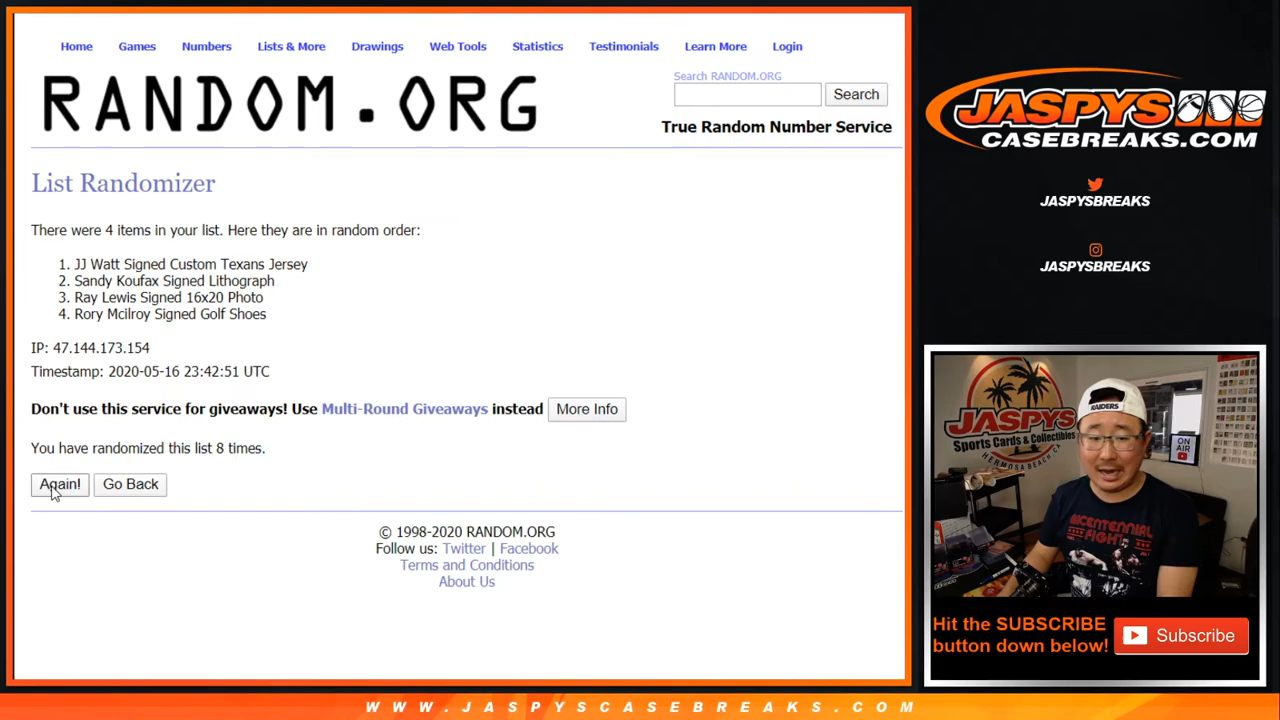 Home Games Numbers Lists & More Drawings Web Tools Statistics Testimonials Learn More Login
RANDOM.ORG
Search RANDOM.ORG
Search
True Random Number Service
List Randomizer
There were 4 items in your list. Here they are in random order:
1. JJ Watt Signed Custom Texans Jersey
2. Sandy Koufax Signed Lithograph
3. Ray Lewis Signed 16x20 Photo
4. Rory Mcilroy Signed Golf Shoes
IP: 47.144.173.154
Timestamp: 2020-05-16 23:42:51 UTC
Don't use this service for giveaways! Use Multi-Round Giveaways instead More Info
You have randomized this list 8 times.
Again! Go Back
© 1998-2020 RANDOM.ORG
Follow us: Twitter | Facebook
Terms and Conditions
About Us
JASPYS
CASEBREAKS.COM
JASPYSBREAKS
JASPYSBREAKS
JASPYS
Sports Cards & Collectibles
HERMOSA BEACH, CA
RAIDERS
ON
AIR
BICENTENNIAL
FIGHT
Hit the SUBSCRIBE
button down below!
Subscribe
WWW.JASPYSCASEBREAKS.COM